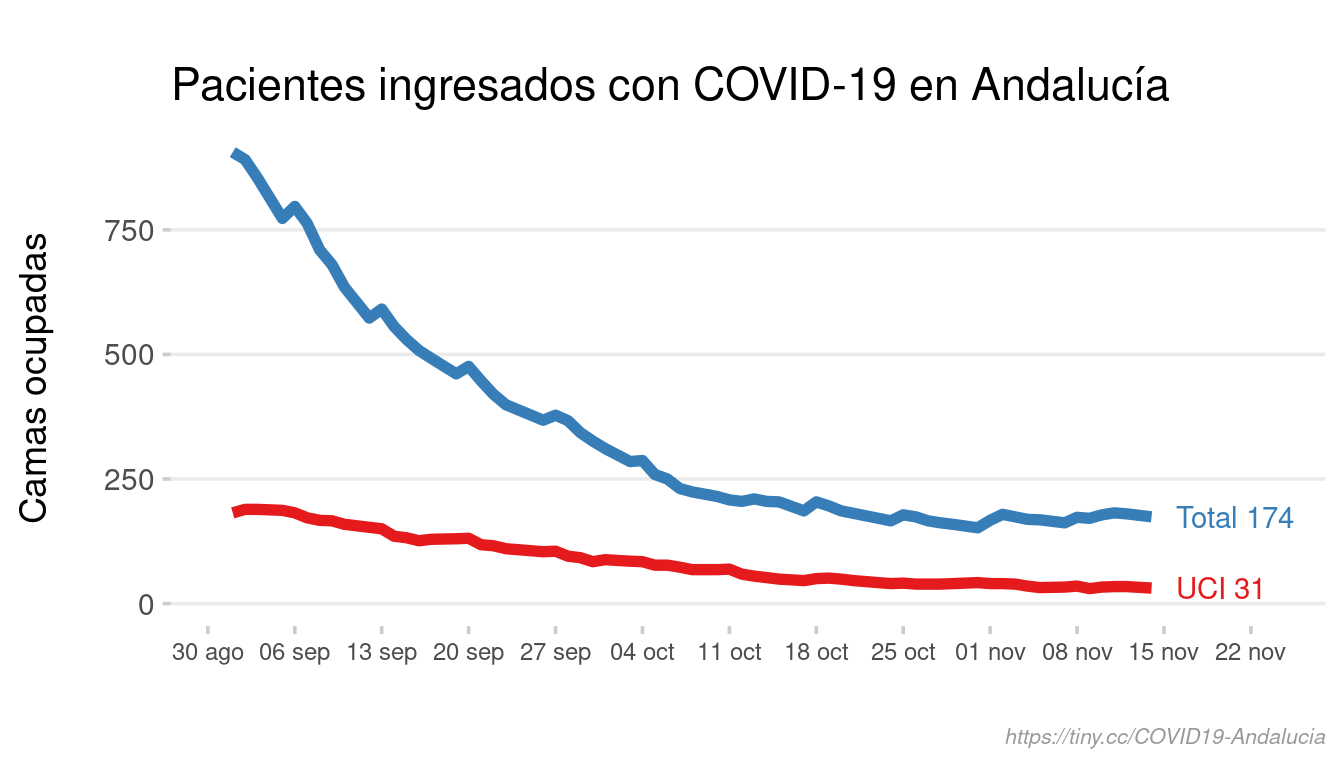 Pacientes ingresados con COVID-19 en Andalucía
Camas ocupadas
750
500
250
0
Total 174
UCI 31
30 ago 06 sep 13 sep 20 sep 27 sep 04 oct 11 oct 18 oct 25 oct 01 nov 08 nov 15 nov 22 nov
https://tiny.cc/COVID19-Andalucia